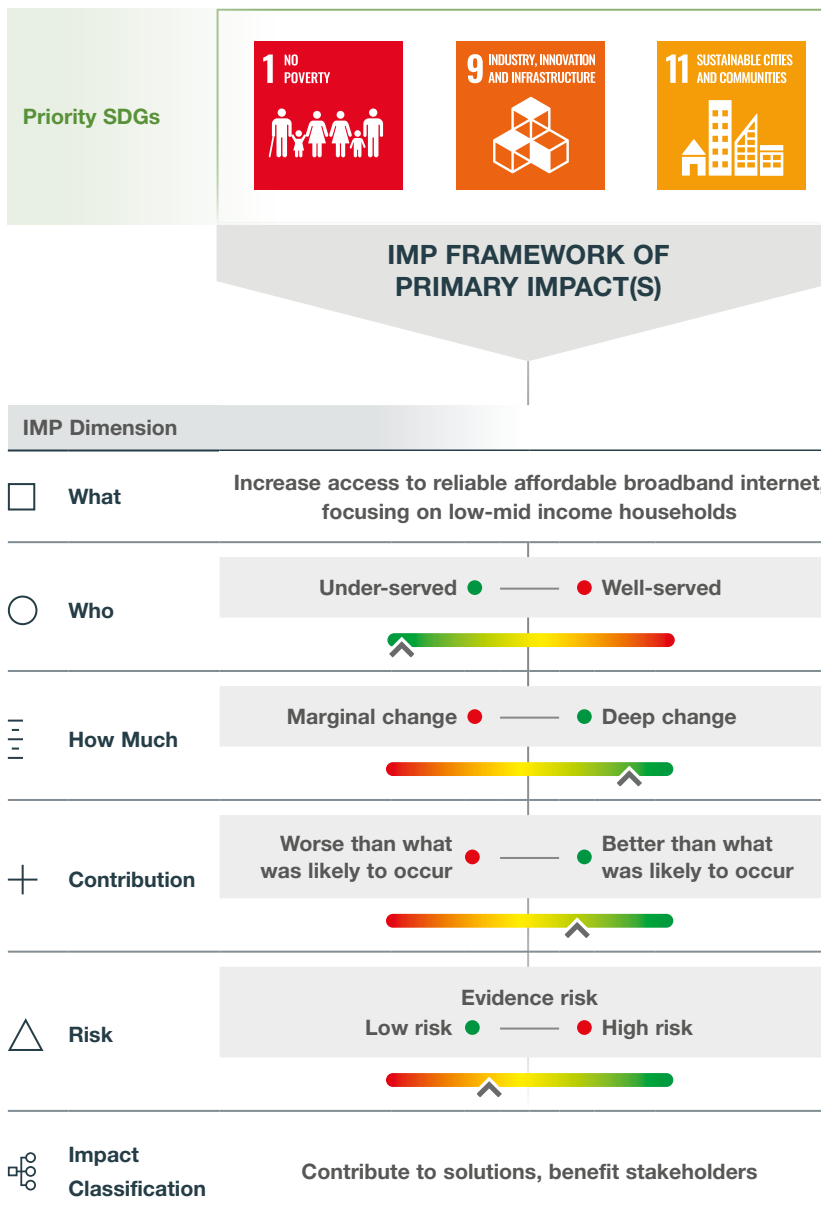 Priority SDGs
1 NO
POVERTY
9 INDUSTRY, INNOVATION
AND INFRASTRUCTURE
11 SUSTAINABLE CITIES
AND COMMUNITIES
IMP FRAMEWORK OF
PRIMARY IMPACT(S)
IMP Dimension
What
Increase access to reliable affordable broadband internet,
focusing on low-mid income households
Who
Under-served
Well-served
How Much
Marginal change
Deep change
Contribution
Worse than what
was likely to occur
Better than what
was likely to occur
Risk
Evidence risk
Low risk
High risk
Impact
Classification
Contribute to solutions, benefit stakeholders